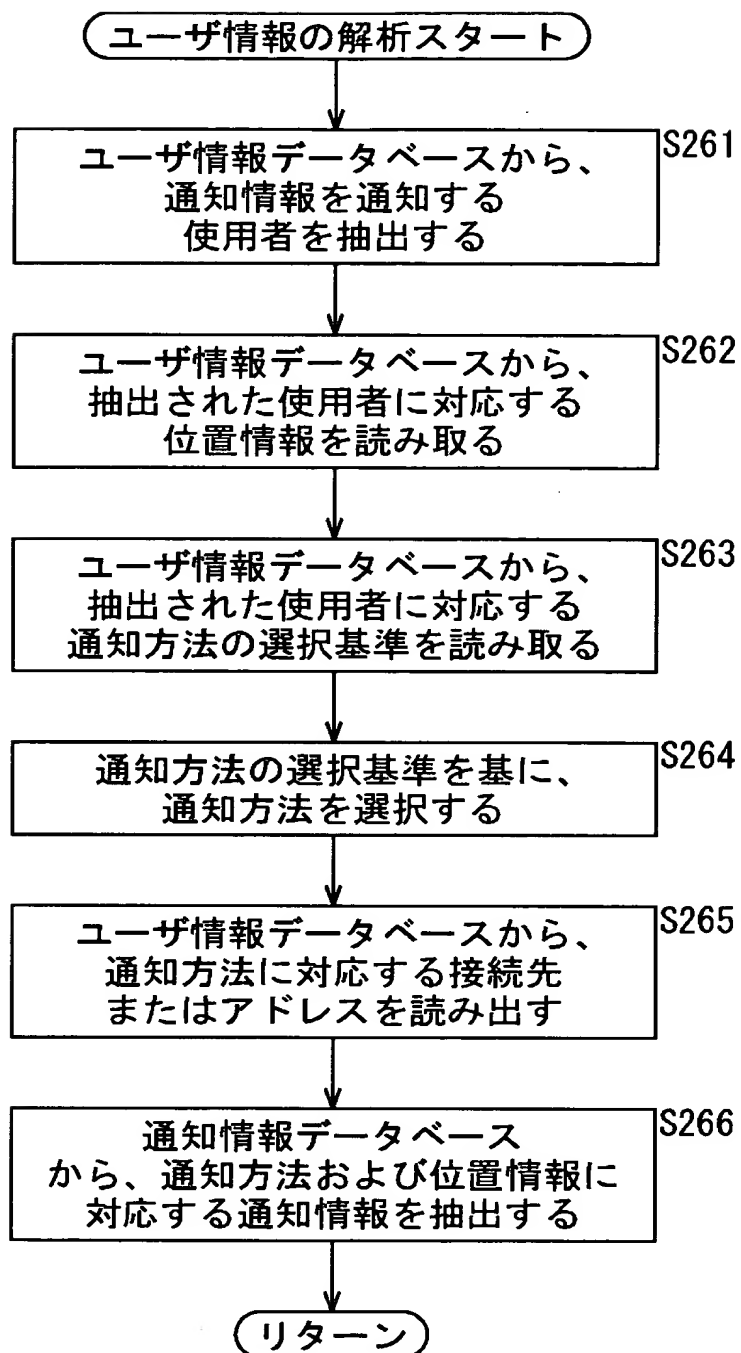 ユーザ情報の解析スタート
S261
ユーザ情報データベースから、
通知情報を通知する
使用者を抽出する
S262
ユーザ情報データベースから、
抽出された使用者に対応する
位置情報を読み取る
S263
ユーザ情報データベースから、
抽出された使用者に対応する
通知方法の選択基準を読み取る
S264
通知方法の選択基準を基に、
通知方法を選択する
S265
ユーザ情報データベースから、
通知方法に対応する接続先
またはアドレスを読み出す
S266
通知情報データベース
から、通知方法および位置情報に
対応する通知情報を抽出する
リターン